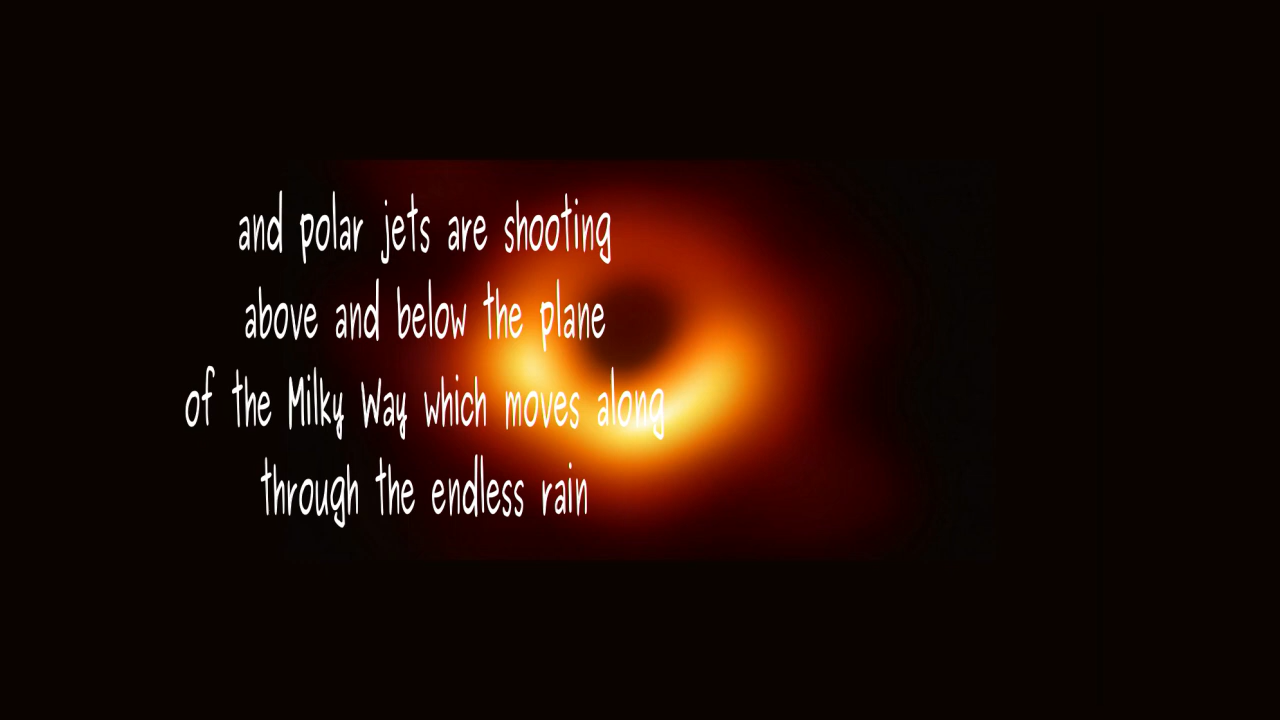 and polar jets are shooting
above and below the plane
of the Milky Way which moves along
through the endless rain